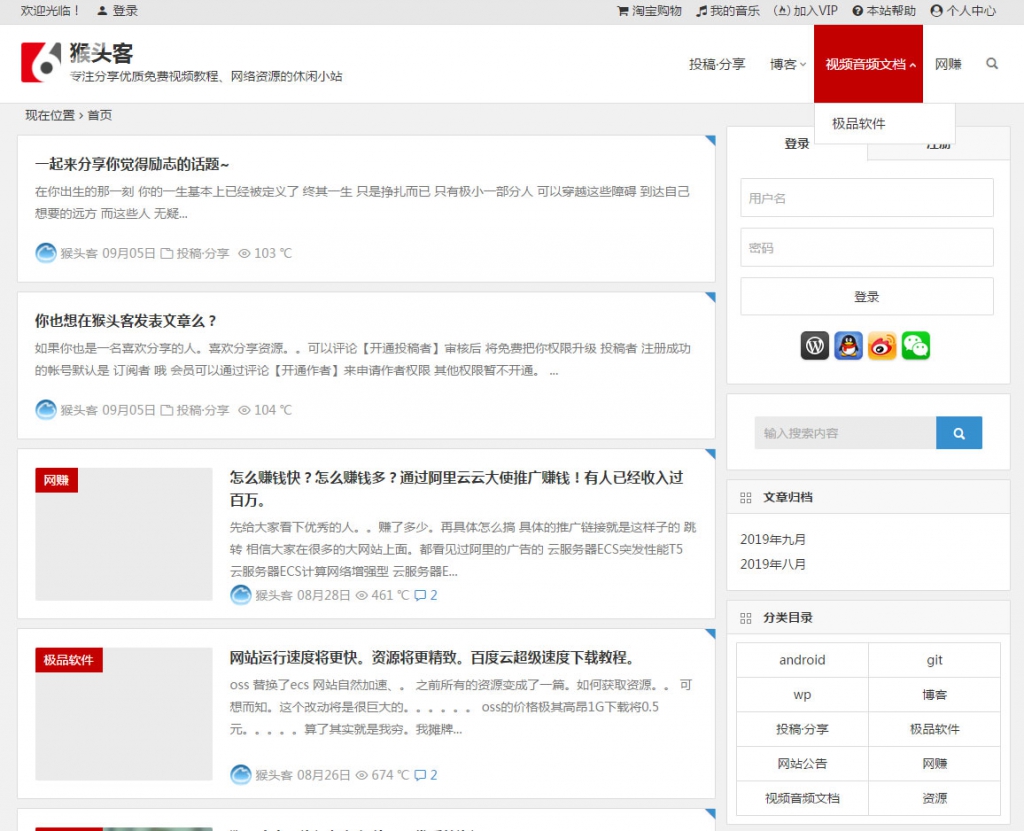 欢迎光临！ 登录
淘宝购物 我的音乐 加入VIP 本站帮助 个人中心
猴头客
专注分享优质免费视频教程、网络资源的休闲小站
投稿·分享 博客 视频音频文档 网赚
极品软件
现在位置 › 首页
一起来分享你觉得励志的话题~
在你出生的那一刻 你的一生基本上已经被定义了 终其一生 只是挣扎而已 只有极小一部分人 可以穿越这些障碍 到达自己
想要的远方 而这些人 无疑...
猴头客 09月05日 投稿·分享 103 ℃
你也想在猴头客发表文章么？
如果你也是一名喜欢分享的人。喜欢分享资源。。可以评论【开通投稿者】审核后 将免费把你权限升级 投稿者 注册成功
的帐号默认是 订阅者 哦 会员可以通过评论【开通作者】来申请作者权限 其他权限暂不开通。 ...
猴头客 09月05日 投稿·分享 104 ℃
网赚
怎么赚钱快？怎么赚钱多？通过阿里云云大使推广赚钱！有人已经收入过
百万。
先给大家看下优秀的人。。赚了多少。再具体怎么搞 具体的推广链接就是这样子的 跳
转 相信大家在很多的大网站上面。都看见过阿里的广告的 云服务器ECS突发性能T5
云服务器ECS计算网络增强型 云服务器E...
猴头客 08月28日 461 ℃ 2
极品软件
网站运行速度将更快。资源将更精致。百度云超级速度下载教程。
oss 替换了ecs 网站自然加速、。 之前所有的资源变成了一篇。如何获取资源。。 可
想而知。这个改动将是很巨大的。。。。。。 oss的价格极其高昂1G下载将0.5
元。。。。。算了其实就是我穷。我摊牌...
猴头客 08月26日 674 ℃ 2
登录 注册
用户名
密码
登录
输入搜索内容
文章归档
2019年九月
2019年八月
分类目录
android git
wp 博客
投稿·分享 极品软件
网站公告 网赚
视频音频文档 资源